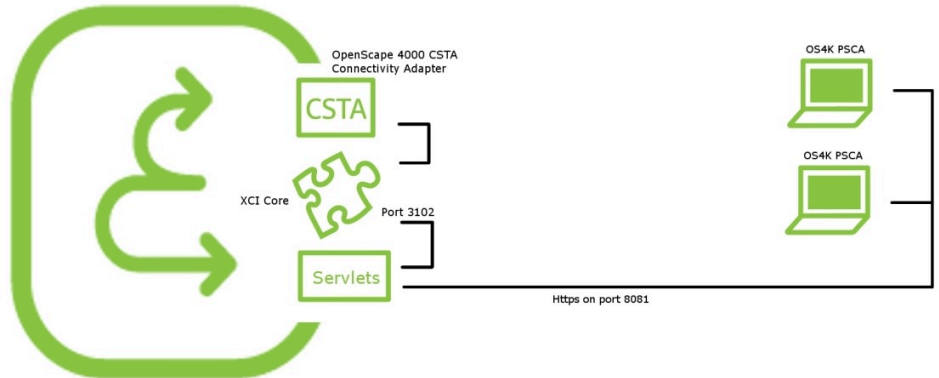 OpenScape 4000 CSTA
Connectivity Adapter
CSTA
XCI Core
Port 3102
Servlets
Https on port 8081
OS4K PSCA
OS4K PSCA